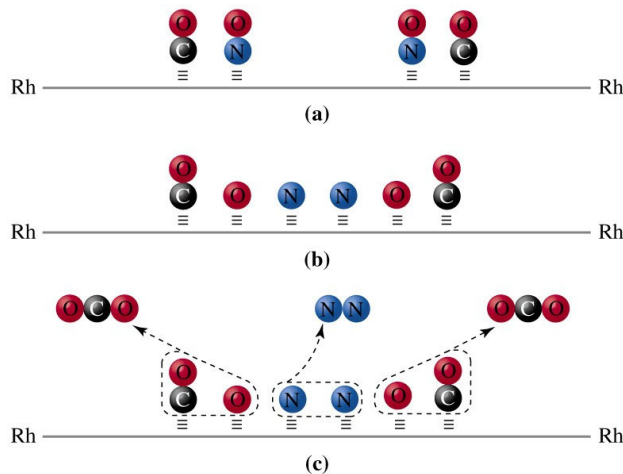 O O O O
C N N C
≡ ≡ ≡ ≡
Rh Rh
(a)
O O
C O N N O C
≡ ≡ ≡ ≡ ≡ ≡
Rh Rh
(b)
O C O N N O C O
O O
C O N N O C
≡ ≡ ≡ ≡ ≡ ≡
Rh Rh
(c)